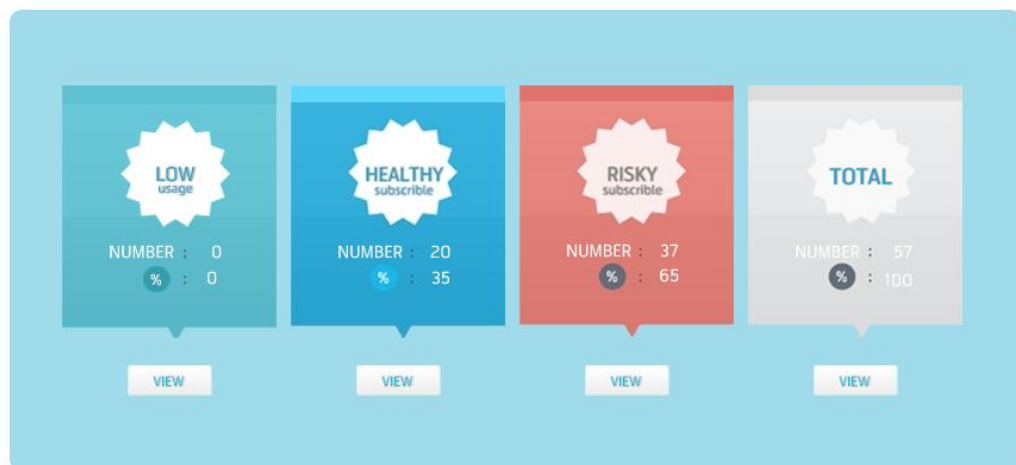 LOW
usage
NUMBER : 0
% : 0
VIEW
HEALTHY
subscrible
NUMBER : 20
% : 35
VIEW
RISKY
subscrible
NUMBER : 37
% : 65
VIEW
TOTAL
NUMBER : 57
% : 100
VIEW